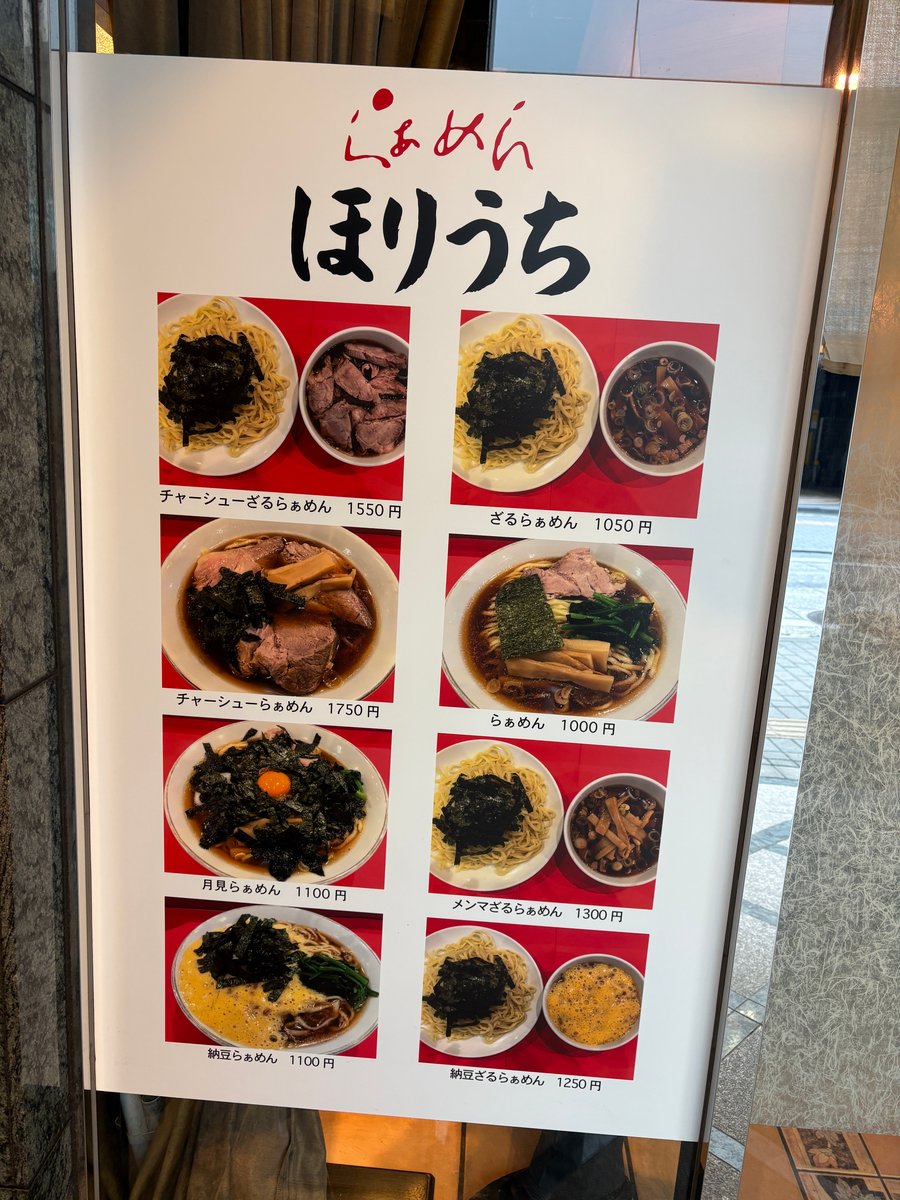 らぁめん
ほりうち
チャーシューざるらぁめん 1550円
ざるらぁめん 1050円
チャーシューらぁめん 1750円
らぁめん 1000円
月見らぁめん 1100円
メンマざるらぁめん 1300円
納豆らぁめん 1100円
納豆ざるらぁめん 1250円